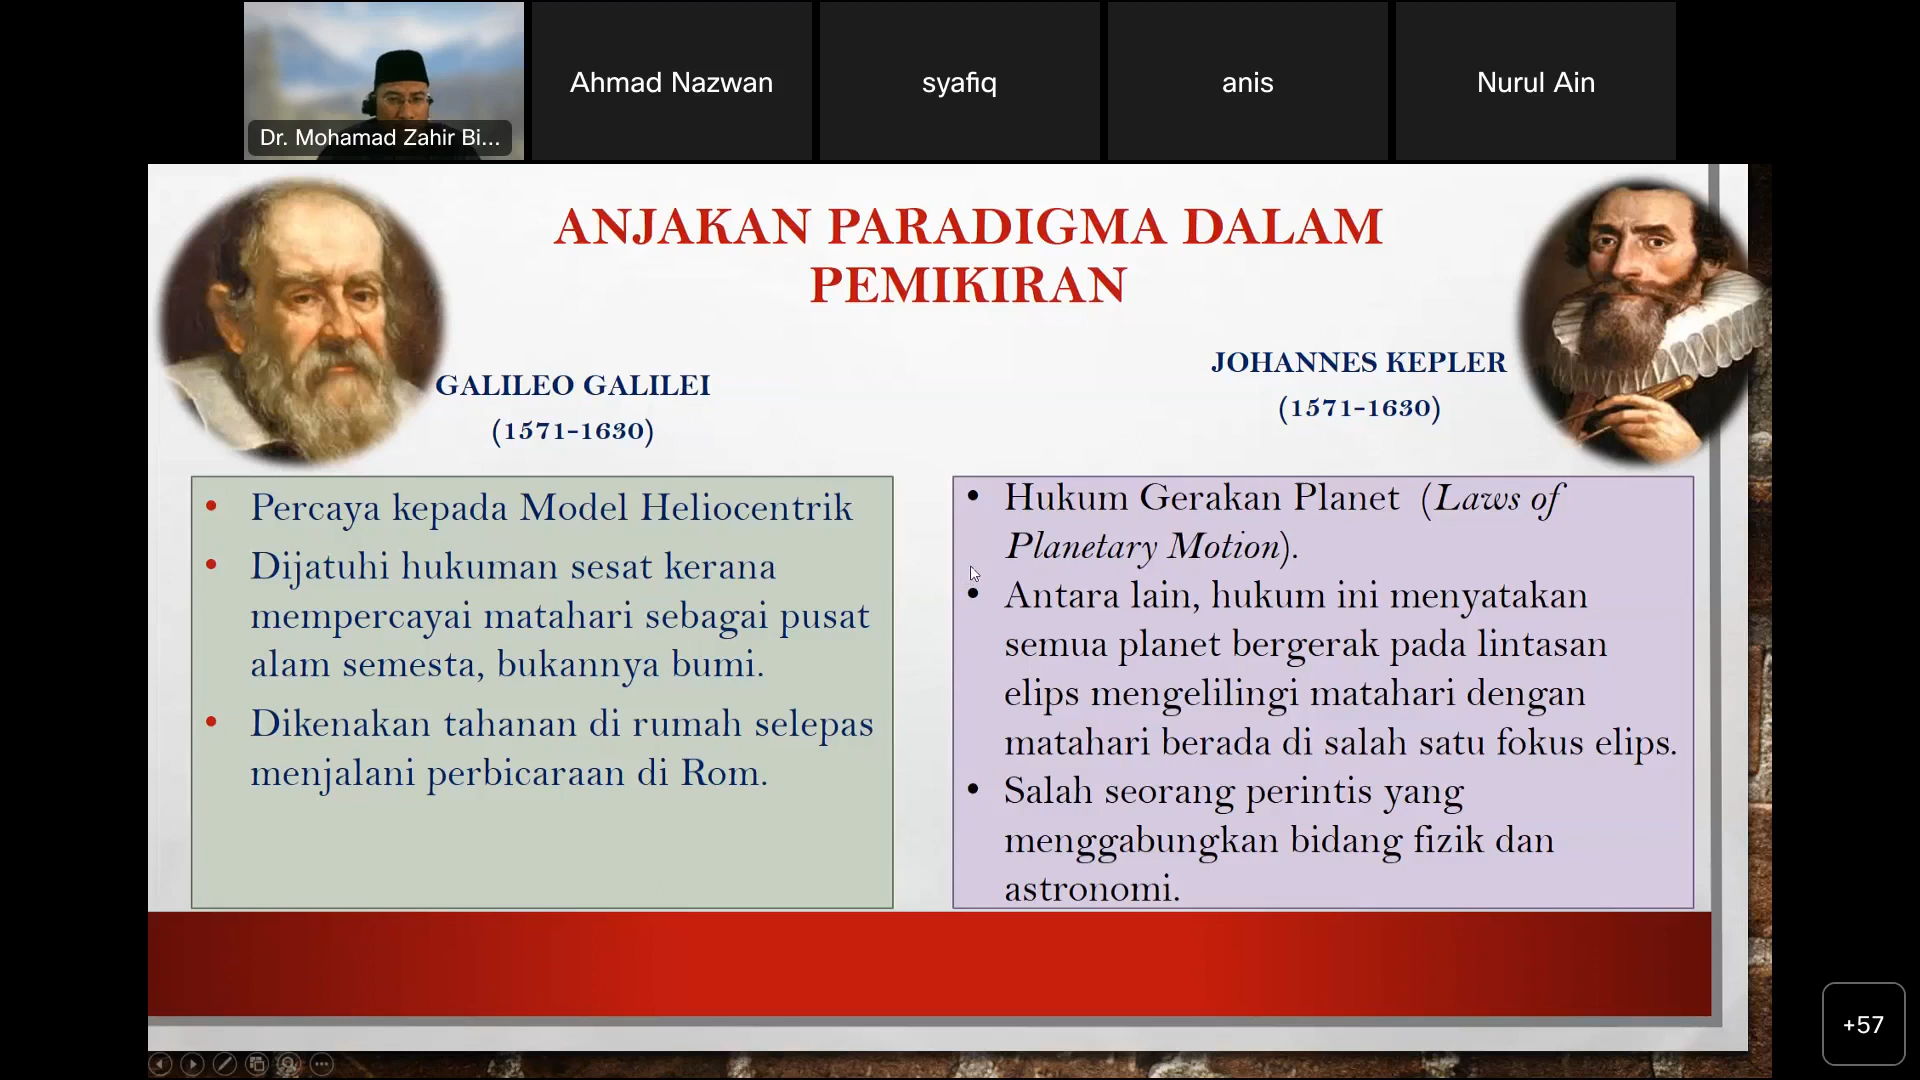 Dr. Mohamad Zahir Bi...
Ahmad Nazwan
syafiq
anis
Nurul Ain
ANJAKAN PARADIGMA DALAM
PEMIKIRAN
GALILEO GALILEI
(1571-1630)
JOHANNES KEPLER
(1571-1630)
• Percaya kepada Model Heliocentrik
• Dijatuhi hukuman sesat kerana
mempercayai matahari sebagai pusat
alam semesta, bukannya bumi.
• Dikenakan tahanan di rumah selepas
menjalani perbicaraan di Rom.
• Hukum Gerakan Planet (Laws of
Planetary Motion).
• Antara lain, hukum ini menyatakan
semua planet bergerak pada lintasan
elips mengelilingi matahari dengan
matahari berada di salah satu fokus elips.
• Salah seorang perintis yang
menggabungkan bidang fizik dan
astronomi.
+57